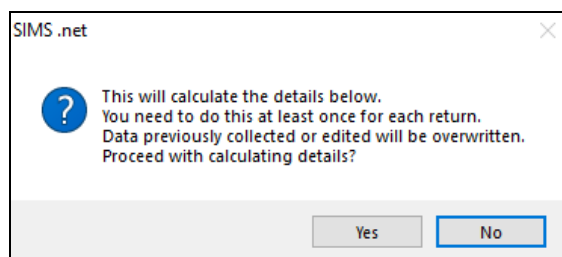 SIMS .net
This will calculate the details below.
You need to do this at least once for each return.
Data previously collected or edited will be overwritten.
Proceed with calculating details?
Yes
No